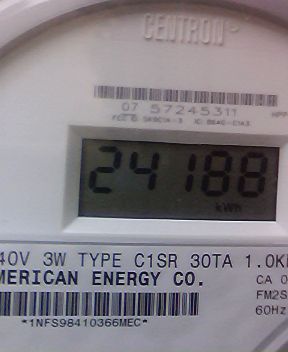 CENTRON
07 57245311
24188
kWh
40V 3W TYPE C1SR 30TA 1.0K
MERICAN ENERGY CO.
CA 0
FM2S
60Hz
*1NFS98410366MEC*